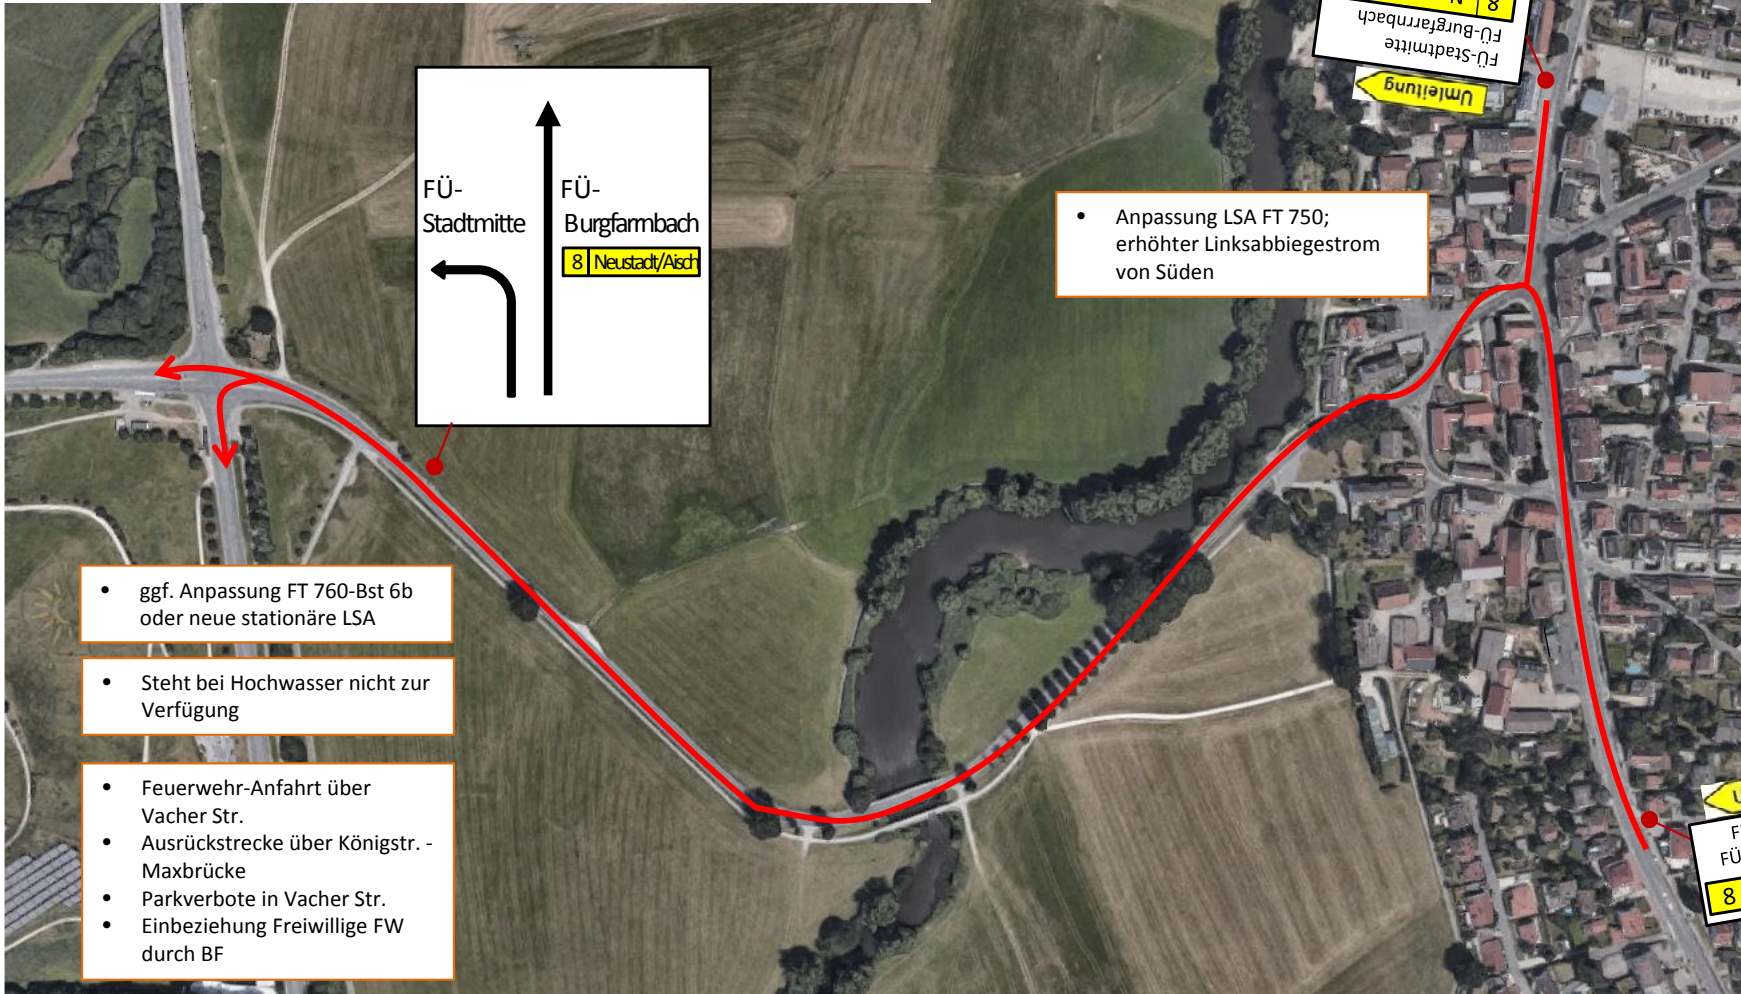 8 N
FÜ-Burgfarrnbach
FÜ-Stadtmitte
Umleitung
FÜ-
Stadtmitte
FÜ-
Burgfarrnbach
8 Neustadt/Aisch
• Anpassung LSA FT 750;
erhöhter Linksabbiegestrom
von Süden
• ggf. Anpassung FT 760-Bst 6b
oder neue stationäre LSA
• Steht bei Hochwasser nicht zur
Verfügung
• Feuerwehr-Anfahrt über
Vacher Str.
• Ausrückstrecke über Königstr. -
Maxbrücke
• Parkverbote in Vacher Str.
• Einbeziehung Freiwillige FW
durch BF
U
F
FÜ
8